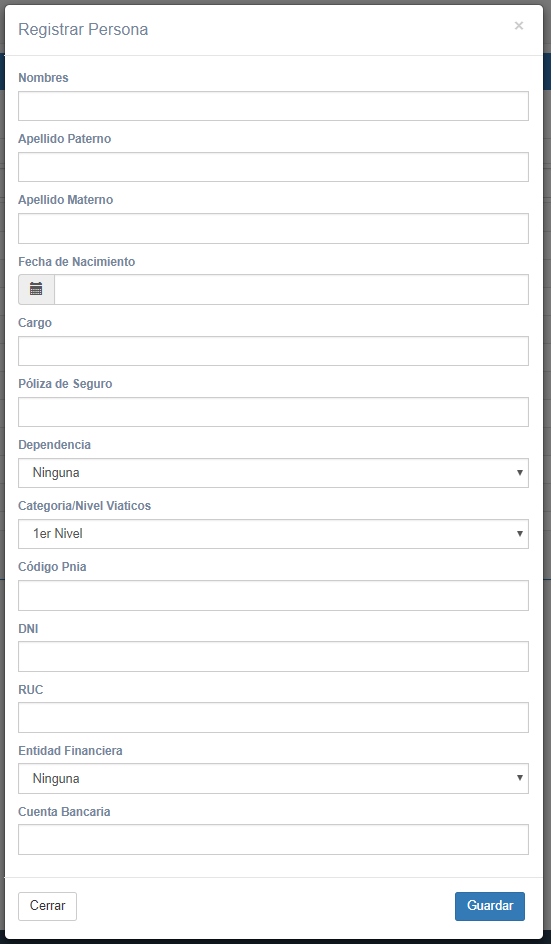 Registrar Persona ×
Nombres
Apellido Paterno
Apellido Materno
Fecha de Nacimiento
Cargo
Póliza de Seguro
Dependencia
Ninguna
Categoria/Nivel Viaticos
1er Nivel
Código Pnia
DNI
RUC
Entidad Financiera
Ninguna
Cuenta Bancaria
Cerrar Guardar